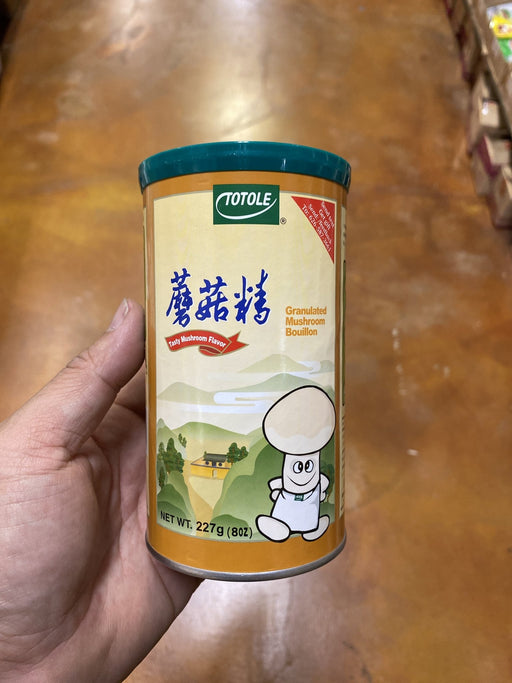 TOTOLE
®
蘑菇精
Tasty Mushroom Flavor
Granulated
Mushroom
Bouillon
NET WT. 227g (8OZ)